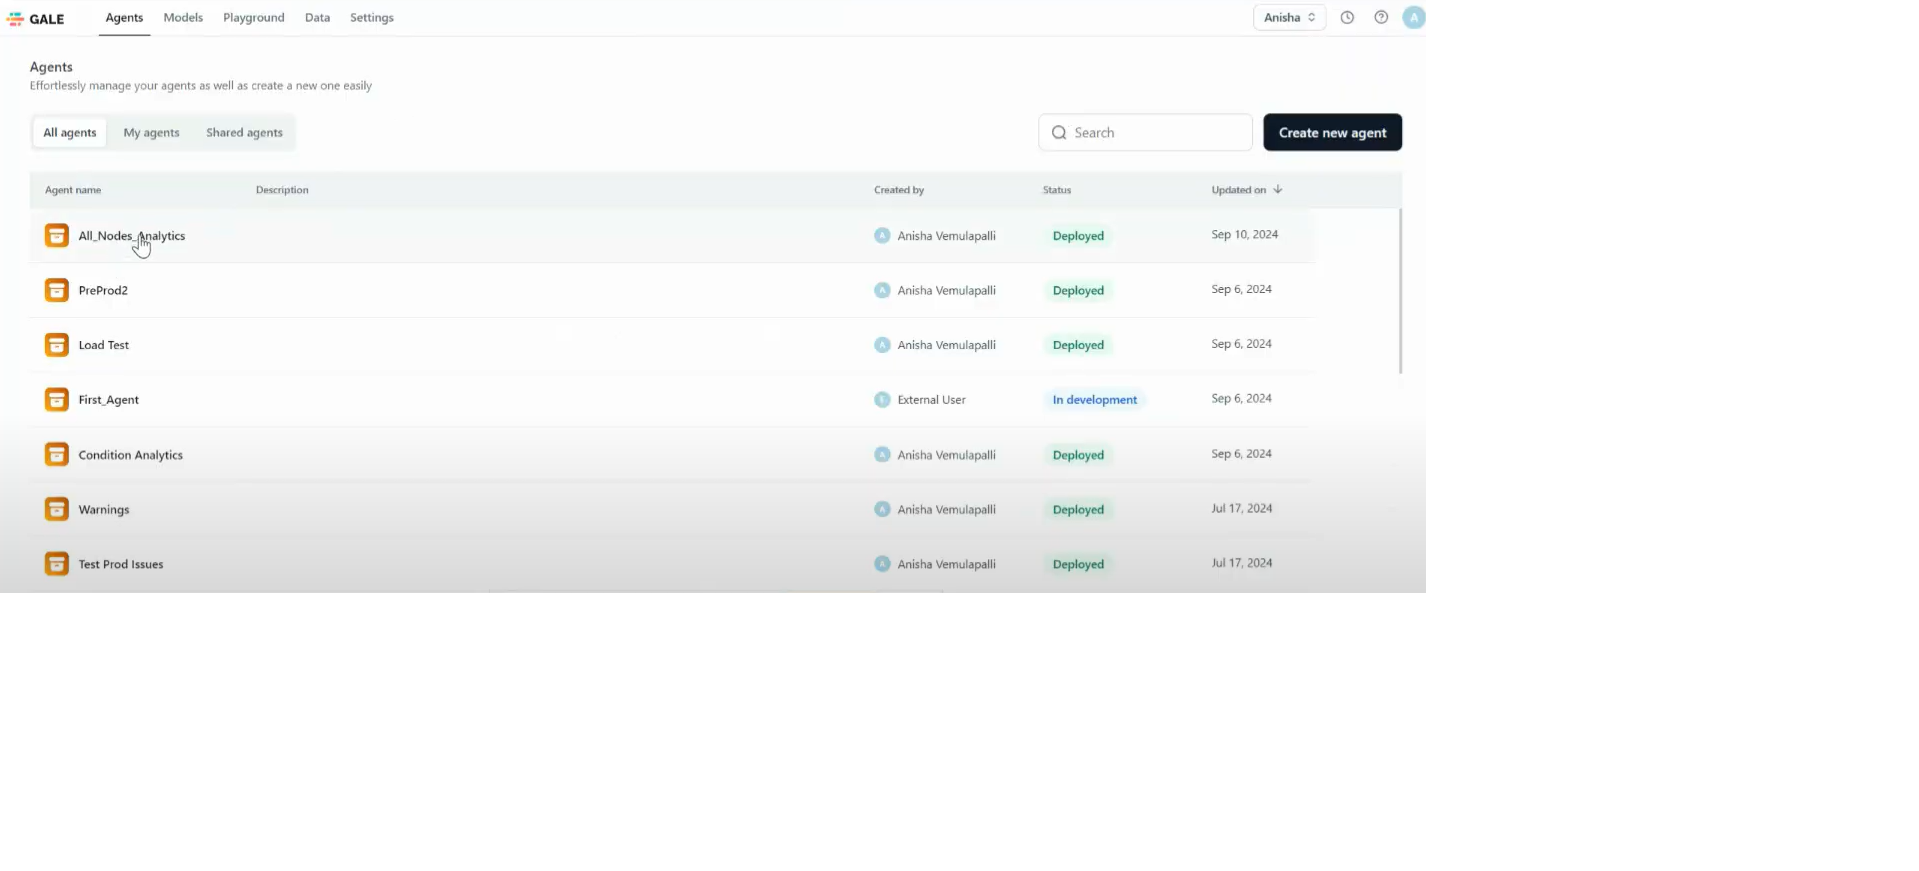 GALE Agents Models Playground Data Settings Anisha A
Agents
Effortlessly manage your agents as well as create a new one easily
All agents My agents Shared agents Search Create new agent
Agent name Description Created by Status Updated on
All_Nodes_Analytics A Anisha Vemulapalli Deployed Sep 10, 2024
PreProd2 A Anisha Vemulapalli Deployed Sep 6, 2024
Load Test A Anisha Vemulapalli Deployed Sep 6, 2024
First_Agent External User In development Sep 6, 2024
Condition Analytics A Anisha Vemulapalli Deployed Sep 6, 2024
Warnings A Anisha Vemulapalli Deployed Jul 17, 2024
Test Prod Issues A Anisha Vemulapalli Deployed Jul 17, 2024